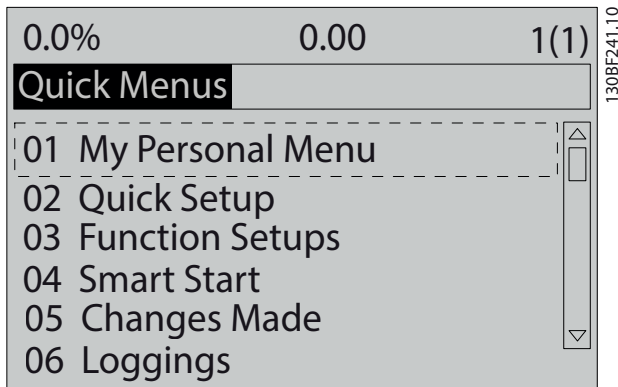 0.0% 0.00 1(1)
Quick Menus
01 My Personal Menu
02 Quick Setup
03 Function Setups
04 Smart Start
05 Changes Made
06 Loggings
130BF241.10